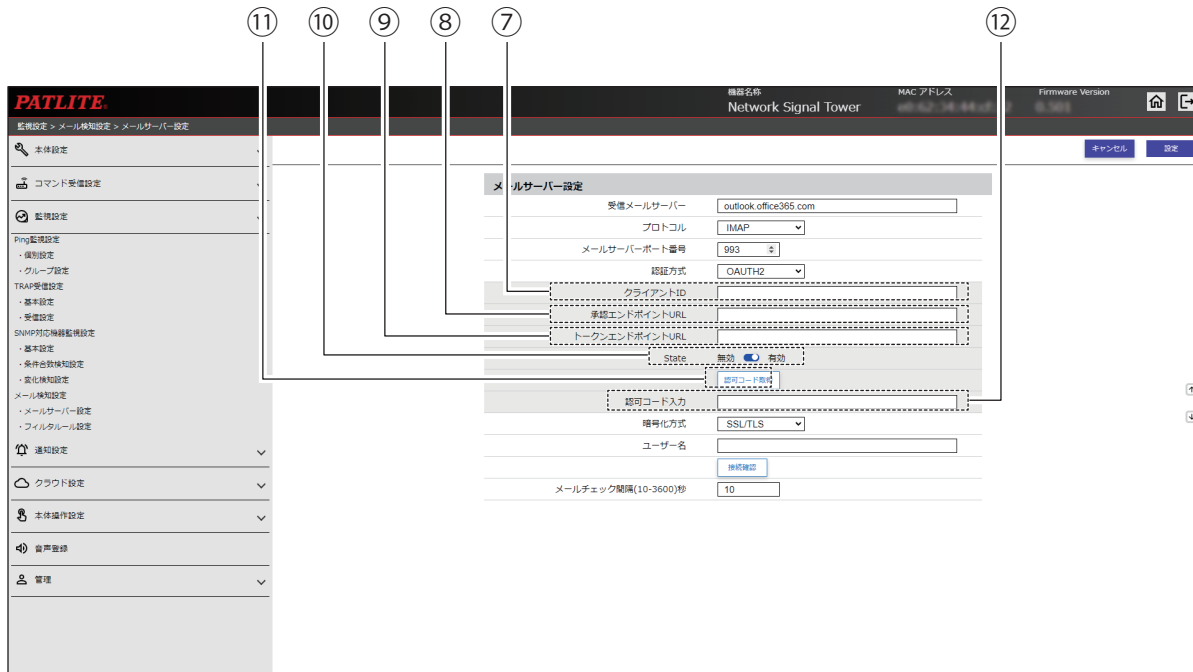 ⑪ ⑩ ⑨ ⑧ ⑦ ⑫
PATLITE
機器名称
Network Signal Tower
MAC アドレス
Firmware Version
0.501
監視設定 > メール検知設定 > メールサーバー設定
キャンセル
設定
本体設定
コマンド受信設定
監視設定
Ping監視設定
・個別設定
・グループ設定
TRAP受信設定
・基本設定
・受信設定
SNMP対応機器監視設定
・基本設定
・条件合致検知設定
・変化検知設定
メール検知設定
・メールサーバー設定
・フィルタルール設定
通知設定
クラウド設定
本体操作設定
音声登録
管理
メールサーバー設定
受信メールサーバー outlook.office365.com
プロトコル IMAP
メールサーバーポート番号 993
認証方式 OAUTH2
クライアントID
承認エンドポイントURL
トークンエンドポイントURL
State 無効 有効
認可コード取得
認可コード入力
暗号化方式 SSL/TLS
ユーザー名
接続確認
メールチェック間隔(10-3600)秒 10